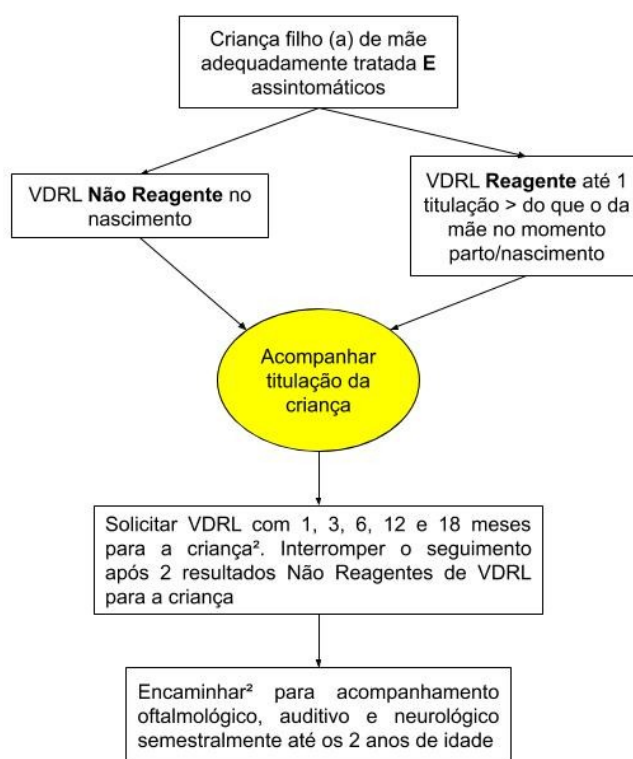 Criança filho (a) de mãe
adequadamente tratada E
assintomáticos
VDRL Não Reagente no
nascimento
VDRL Reagente até 1
titulação > do que o da
mãe no momento
parto/nascimento
Acompanhar
titulação da
criança
Solicitar VDRL com 1, 3, 6, 12 e 18 meses
para a criança². Interromper o seguimento
após 2 resultados Não Reagentes de VDRL
para a criança
Encaminhar² para acompanhamento
oftalmológico, auditivo e neurológico
semestralmente até os 2 anos de idade